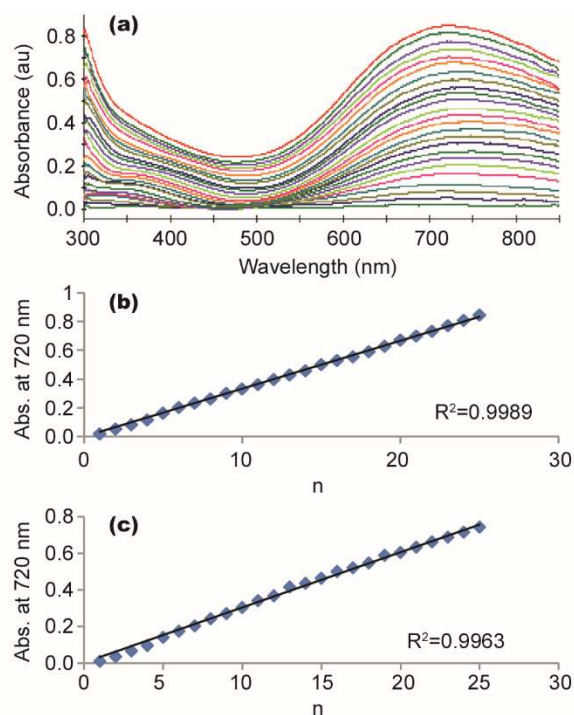 (a)
Absorbance (au)
0.8
0.6
0.4
0.2
0.0
300 400 500 600 700 800
Wavelength (nm)
(b)
Abs. at 720 nm
1
0.8
0.6
0.4
0.2
0.0
R²=0.9989
0 10 20 30
n
(c)
Abs. at 720 nm
0.8
0.6
0.4
0.2
0.0
R²=0.9963
0 5 10 15 20 25 30
n